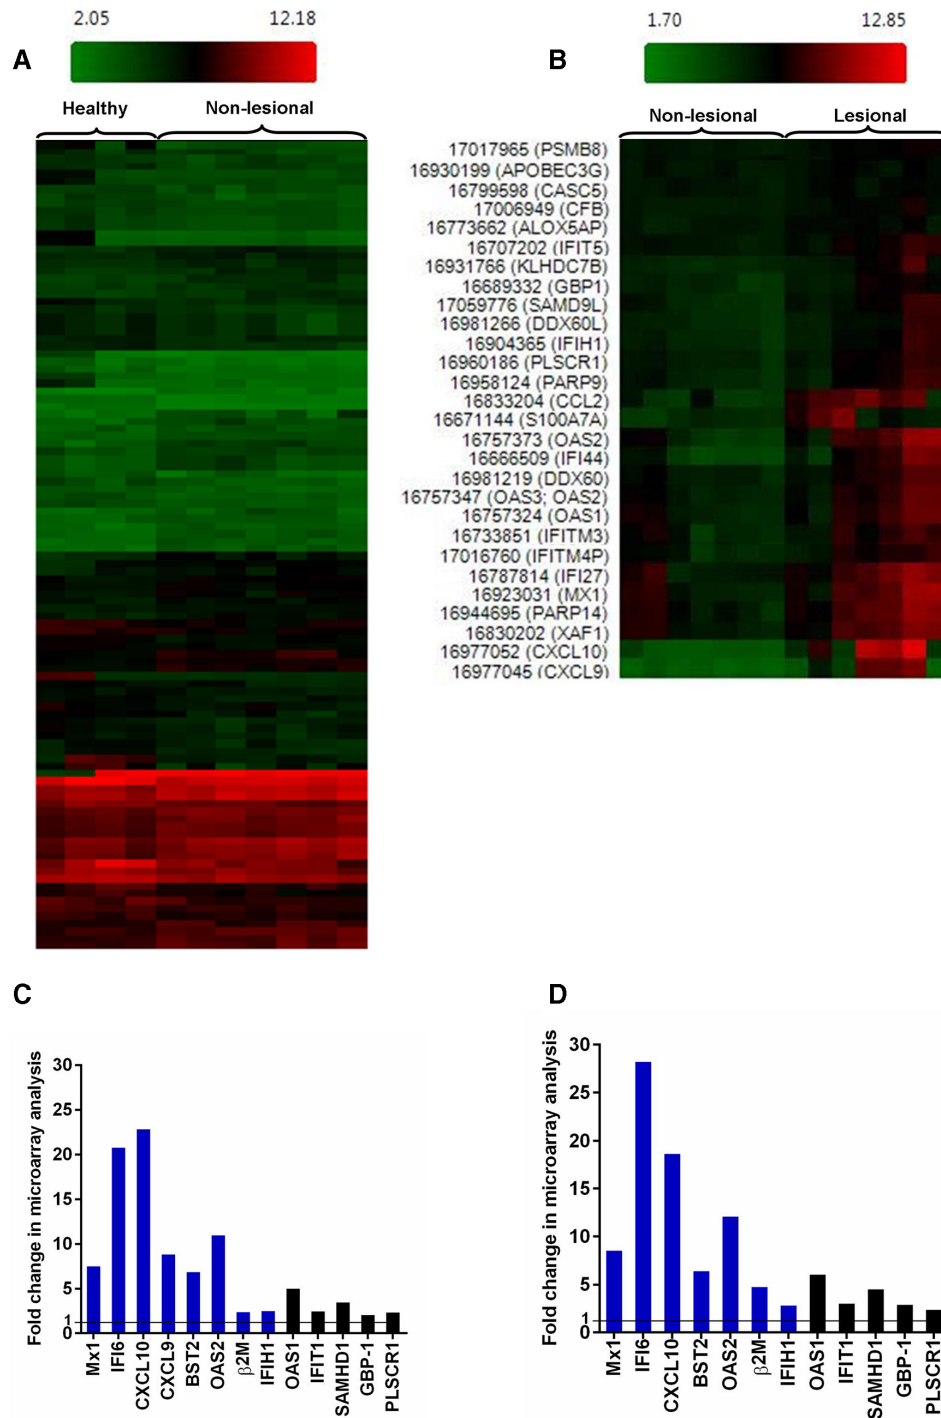 2.05 12.18
A
Healthy Non-lesional
1.70 12.85
B
Non-lesional Lesional
17017965 (PSMB8)
16930199 (APOBEC3G)
16799598 (CASC5)
17006949 (CFB)
16773662 (ALOX5AP)
16707202 (IFIT5)
16931766 (KLHDC7B)
16689332 (GBP1)
17059776 (SAMD9L)
16981266 (DDX60L)
16904365 (IFIH1)
16960186 (PLSCR1)
16958124 (PARP9)
16833204 (CCL2)
16671144 (S100A7A)
16757373 (OAS2)
16666509 (IFI44)
16981219 (DDX60)
16757347 (OAS3; OAS2)
16757324 (OAS1)
16733851 (IFITM3)
17016760 (IFITM4P)
16787814 (IFI27)
16923031 (MX1)
16944695 (PARP14)
16830202 (XAF1)
16977052 (CXCL10)
16977045 (CXCL9)
C
Fold change in microarray analysis
30
25
20
15
10
5
1
0
Mx1 IFI6 CXCL10 CXCL9 BST2 OAS2 β2M IFIH1 OAS1 IFIT1 SAMHD1 GBP-1 PLSCR1
D
Fold change in microarray analysis
30
25
20
15
10
5
1
0
Mx1 IFI6 CXCL10 BST2 OAS2 β2M IFIH1 OAS1 IFIT1 SAMHD1 GBP-1 PLSCR1